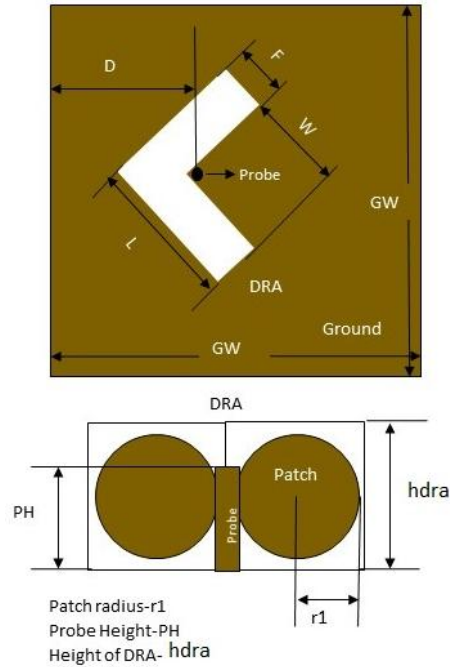 D
F
W
Probe
GW
L
DRA
Ground
GW
DRA
Patch
hdra
PH
Probe
r1
Patch radius-r1
Probe Height-PH
Height of DRA- hdra